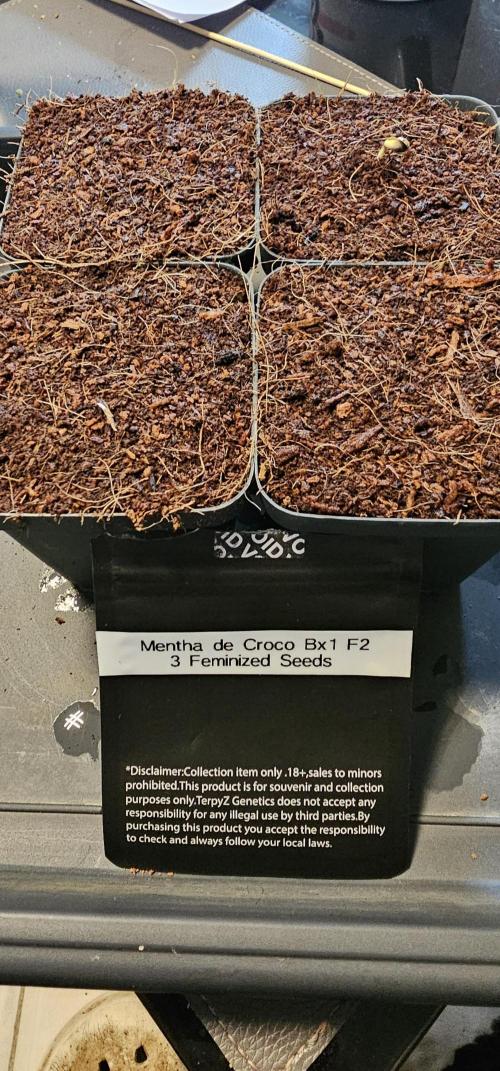 VOID
Mentha de Croco Bx1 F2
3 Feminized Seeds
*Disclaimer:Collection item only .18+,sales to minors
prohibited.This product is for souvenir and collection
purposes only.TerpyZ Genetics does not accept any
responsibility for any illegal use by third parties.By
purchasing this product you accept the responsibility
to check and always follow your local laws.